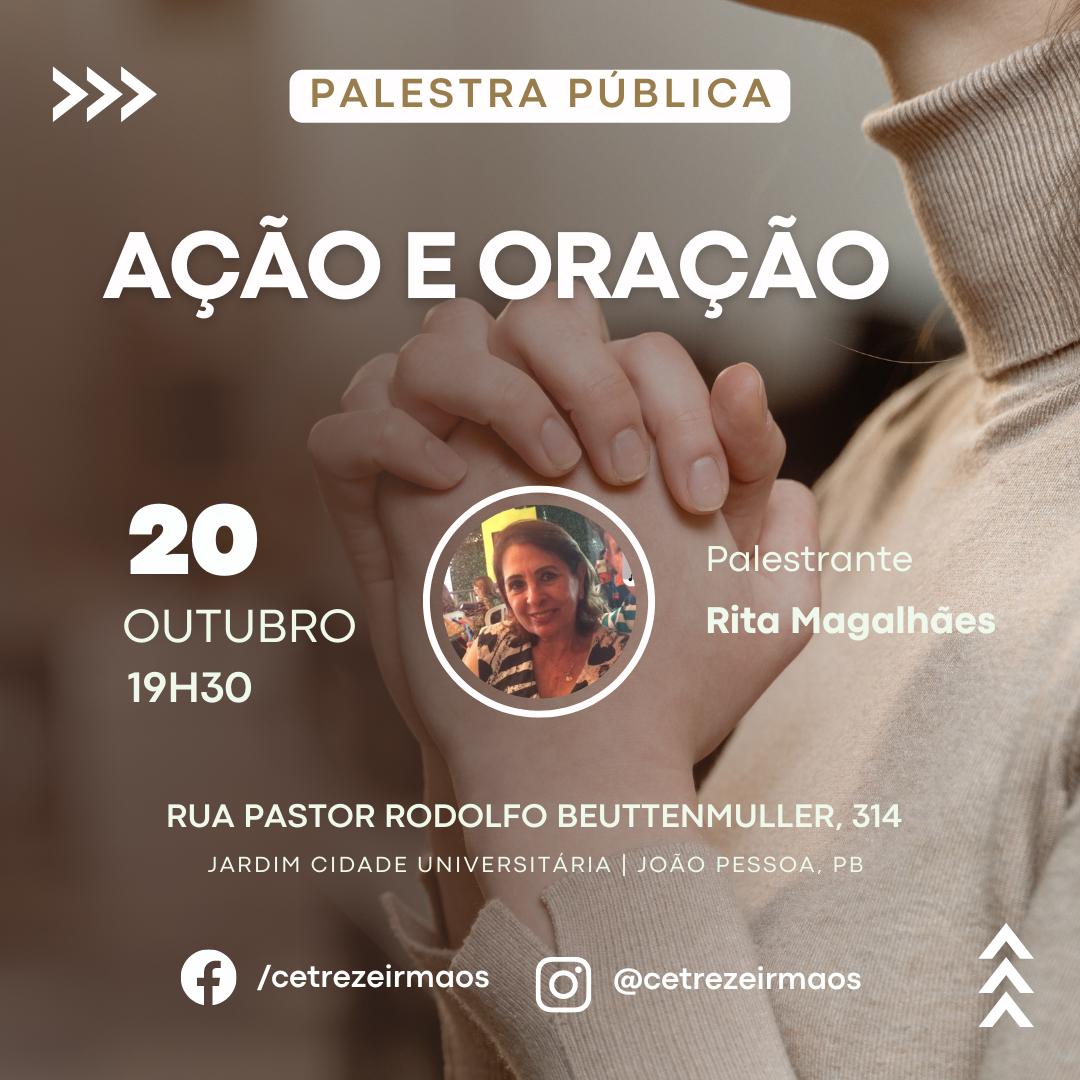 PALESTRA PÚBLICA
AÇÃO E ORAÇÃO
20
OUTUBRO
19H30
Palestrante
Rita Magalhães
RUA PASTOR RODOLFO BEUTTENMULLER, 314
JARDIM CIDADE UNIVERSITÁRIA | JOÃO PESSOA, PB
/cetrezeirmaos
@cetrezeirmaos